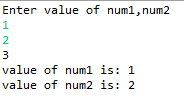 Enter value of num1,num2
1
2
3
value of num1 is: 1
value of num2 is: 2